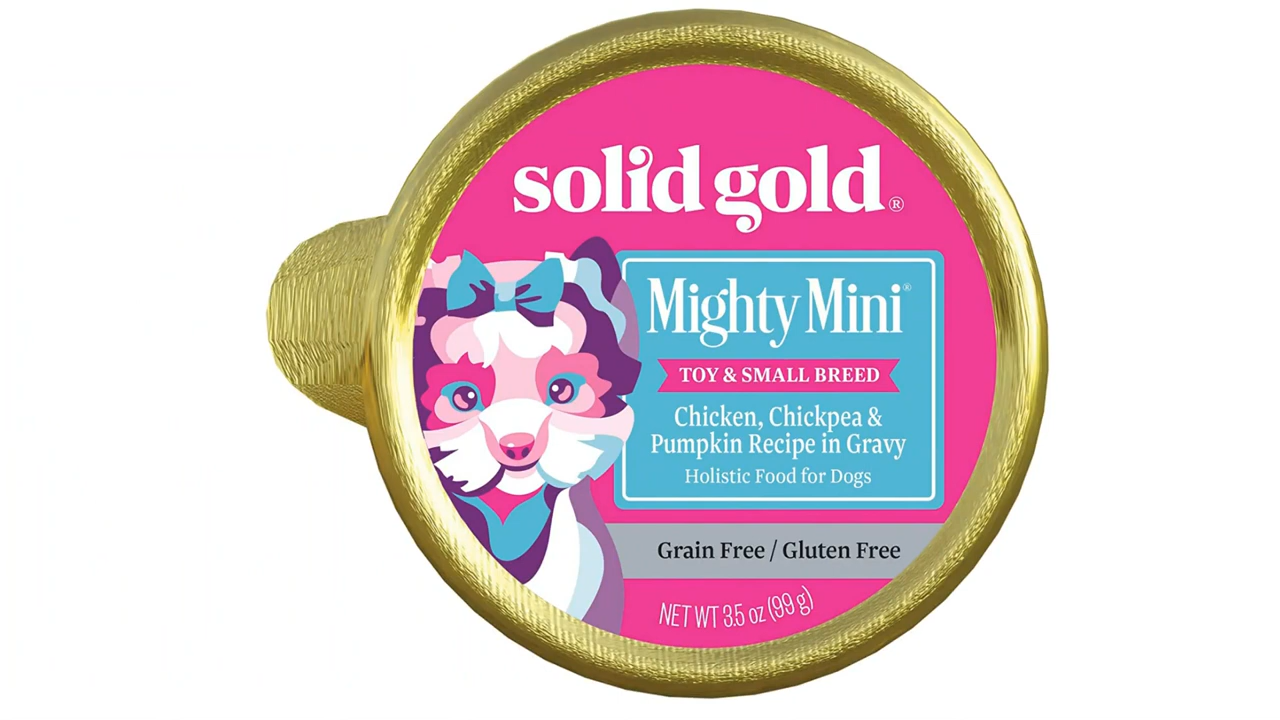 solid gold®
Mighty Mini®
TOY & SMALL BREED
Chicken, Chickpea &
Pumpkin Recipe in Gravy
Holistic Food for Dogs
Grain Free / Gluten Free
NET WT 3.5 oz (99 g)